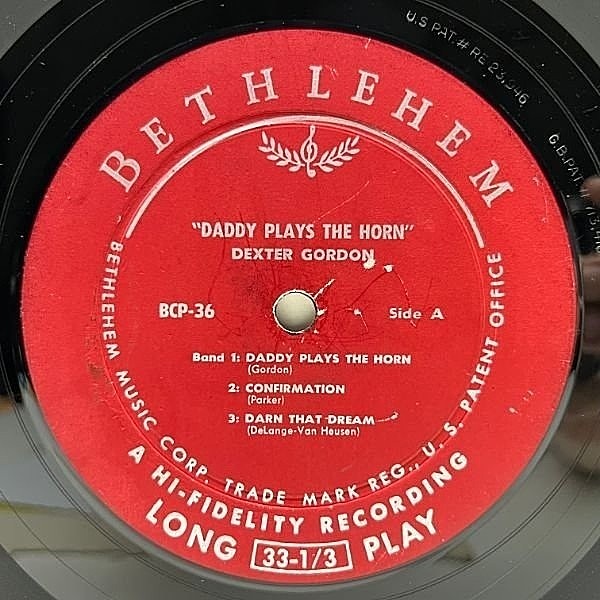 U.S PAT.# RE 23,946
BETHLEHEM
"DADDY PLAYS THE HORN"
DEXTER GORDON
BCP-36
Side A
Band 1: DADDY PLAYS THE HORN
(Gordon)
2: CONFIRMATION
(Parker)
3: DARN THAT DREAM
(DeLange-Van Heusen)
BETHLEHEM MUSIC CORP. TRADE MARK REG., U. S. PATENT OFFICE
A HI-FIDELITY RECORDING
LONG 33-1/3 PLAY
G.B.PAT.#